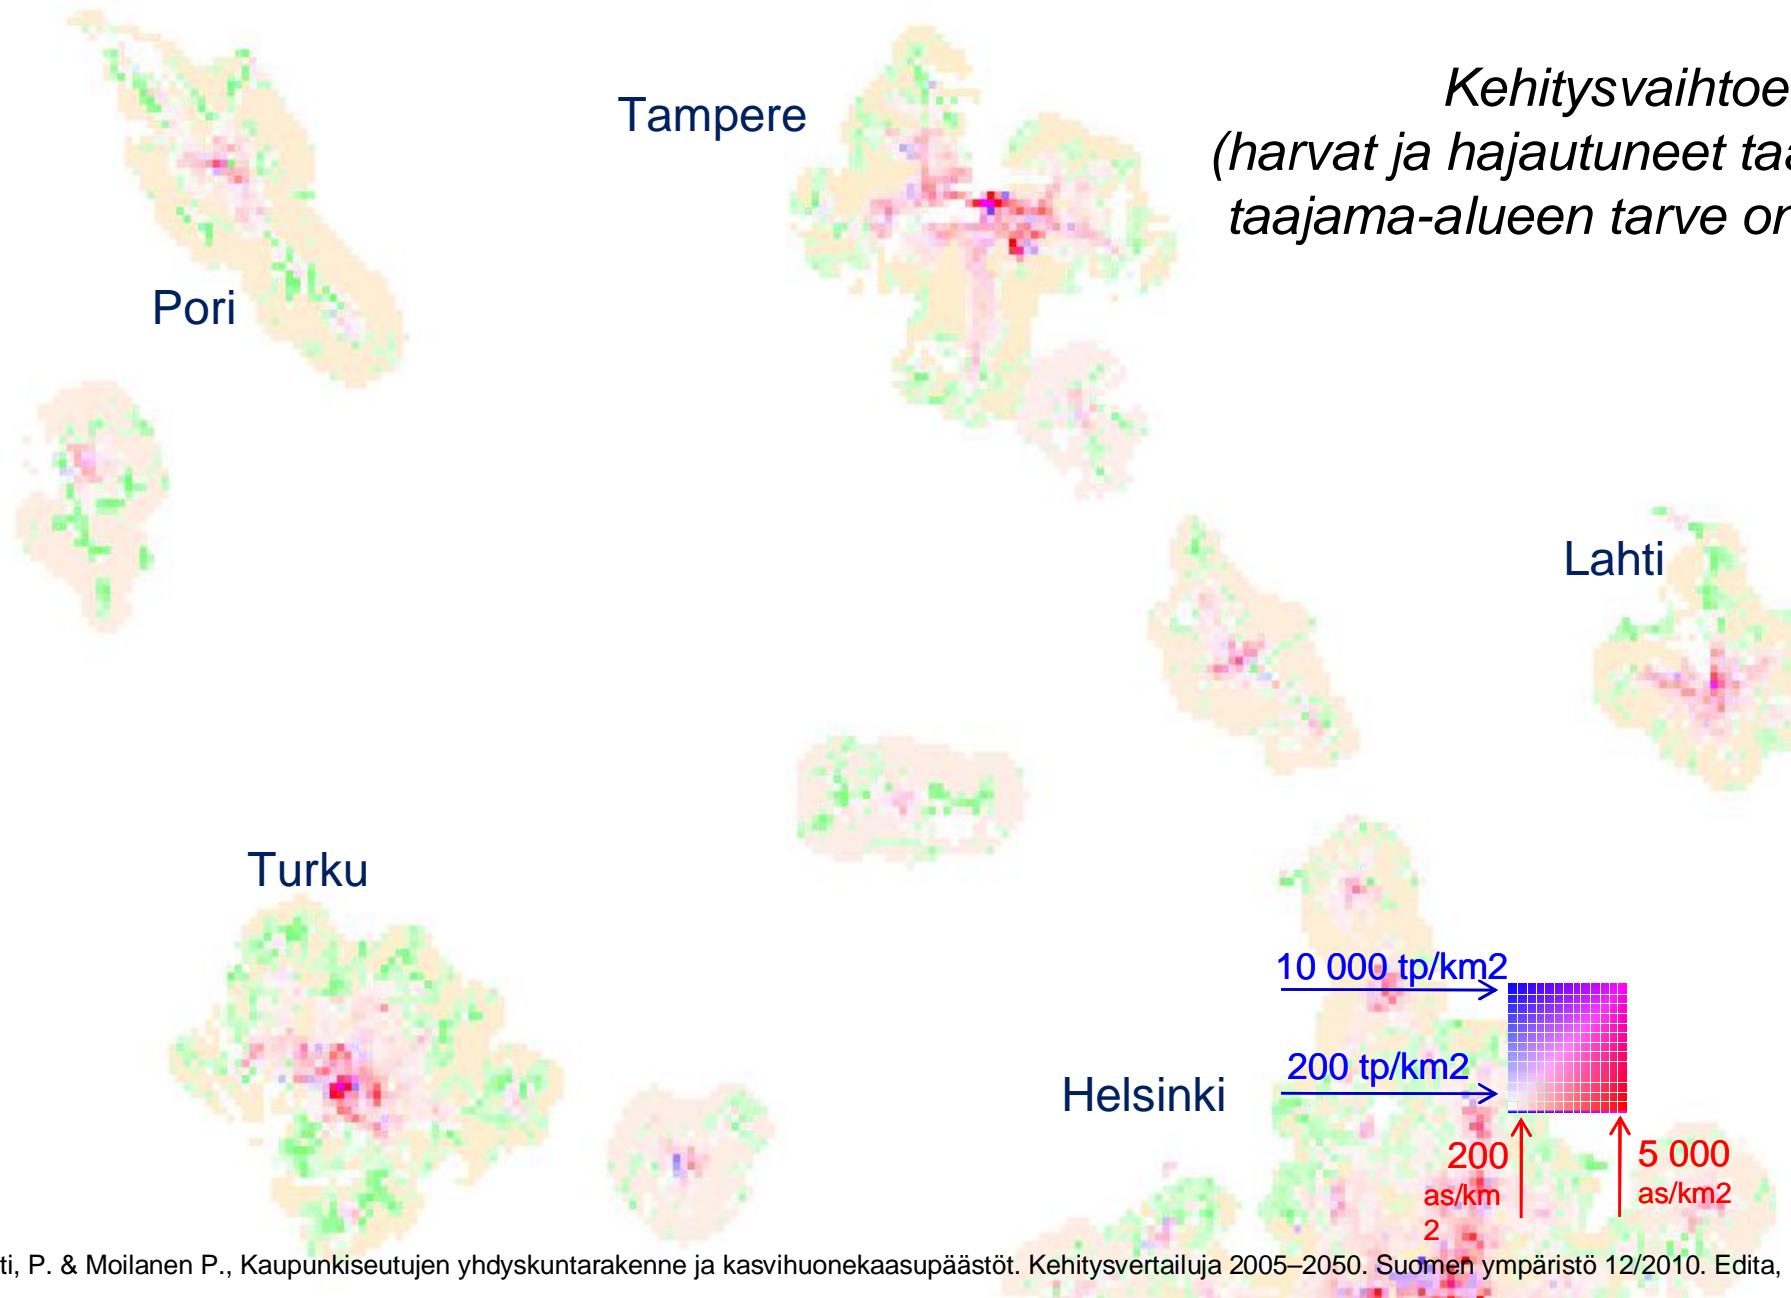 Kehitysvaihtoe
(harvat ja hajautuneet taa
taajama-alueen tarve on
Tampere
Pori
Lahti
Turku
Helsinki
10 000 tp/km2
200 tp/km2
200
as/km
2
5 000
as/km2
ti, P. & Moilanen P., Kaupunkiseutujen yhdyskuntarakenne ja kasvihuonekaasupäästöt. Kehitysvertailuja 2005–2050. Suomen ympäristö 12/2010. Edita,